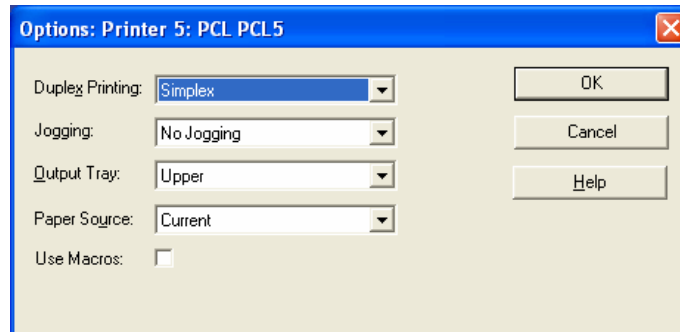 Options: Printer 5: PCL PCL5
Duplex Printing: Simplex OK
Jogging: No Jogging Cancel
Output Tray: Upper Help
Paper Source: Current
Use Macros: